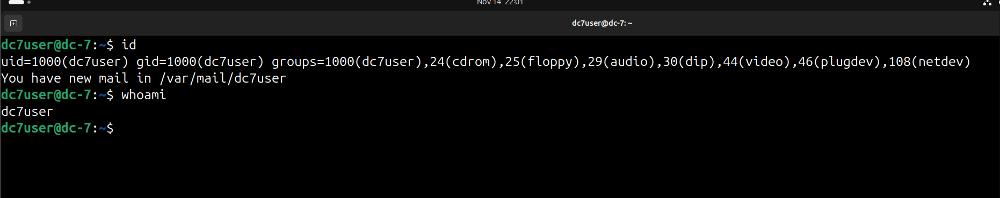 Nov 14 22:01
dc7user@dc-7: ~
dc7user@dc-7:~$ id
uid=1000(dc7user) gid=1000(dc7user) groups=1000(dc7user),24(cdrom),25(floppy),29(audio),30(dip),44(video),46(plugdev),108(netdev)
You have new mail in /var/mail/dc7user
dc7user@dc-7:~$ whoami
dc7user
dc7user@dc-7:~$